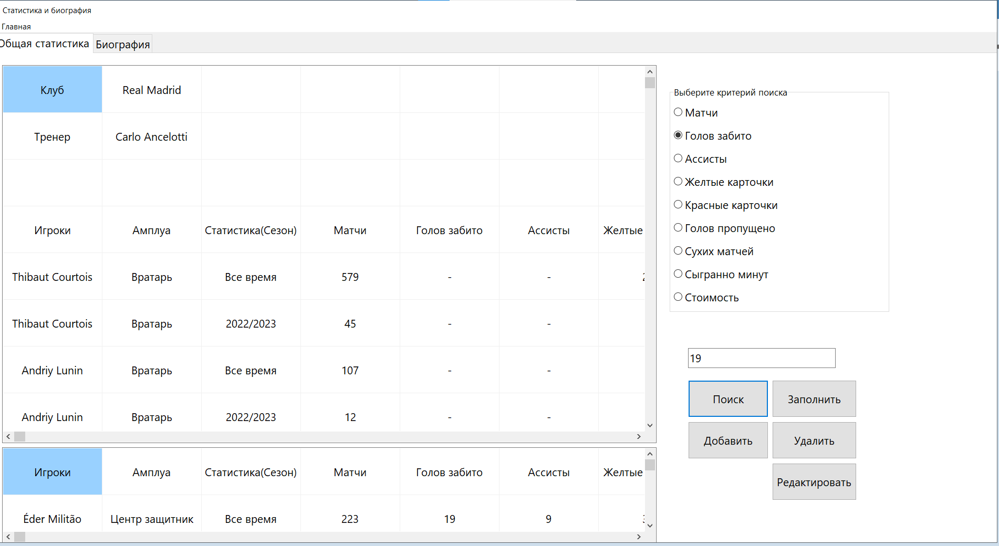 Статистика и биография
Главная
Общая статистика Биография
Клуб Real Madrid
Тренер Carlo Ancelotti
Игроки Амплуа Статистика(Сезон) Матчи Голов забито Ассисты Желтые
Thibaut Courtois Вратарь Все время 579 - -
Thibaut Courtois Вратарь 2022/2023 45 - -
Andriy Lunin Вратарь Все время 107 - -
Andriy Lunin Вратарь 2022/2023 12 - -
Игроки Амплуа Статистика(Сезон) Матчи Голов забито Ассисты Желтые
Éder Militão Центр защитник Все время 223 19 9
Выберите критерий поиска
Матчи
Голов забито
Ассисты
Желтые карточки
Красные карточки
Голов пропущено
Сухих матчей
Сыгранно минут
Стоимость
19
Поиск Заполнить
Добавить Удалить
Редактировать